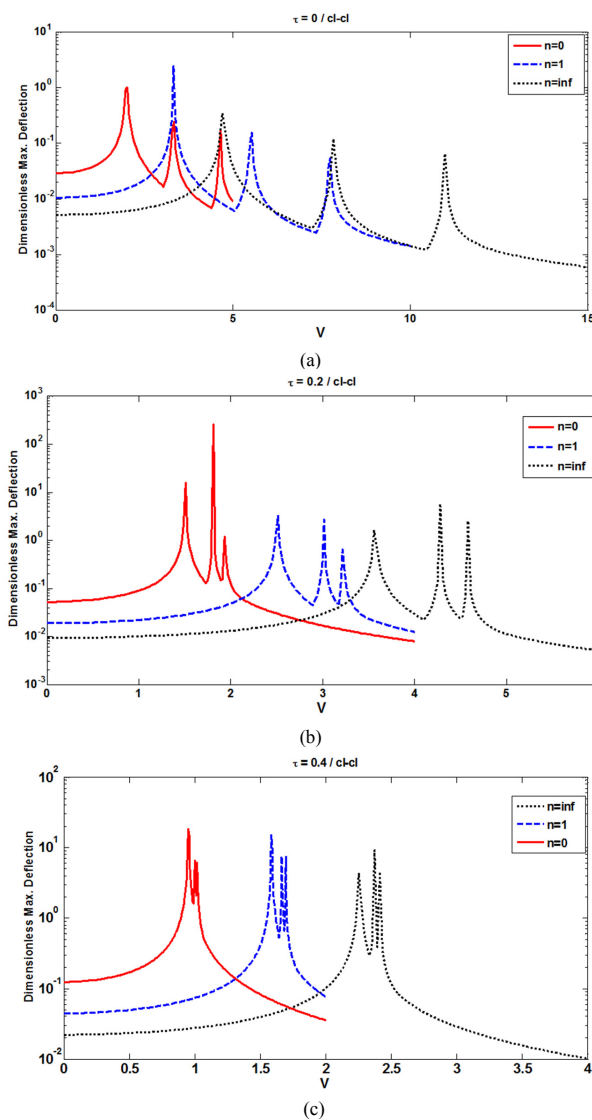 τ = 0 / cl-cl
Dimensionless Max. Deflection
10^1
10^0
10^-1
10^-2
10^-3
10^-4
n=0
n=1
n=inf
0 5 10 15
V
(a)
τ = 0.2 / cl-cl
Dimensionless Max. Deflection
10^3
10^2
10^1
10^0
10^-1
10^-2
10^-3
n=0
n=1
n=inf
0 1 2 3 4 5
V
(b)
τ = 0.4 / cl-cl
Dimensionless Max. Deflection
10^2
10^1
10^0
10^-1
10^-2
n=inf
n=1
n=0
0 0.5 1 1.5 2 2.5 3 3.5 4
V
(c)